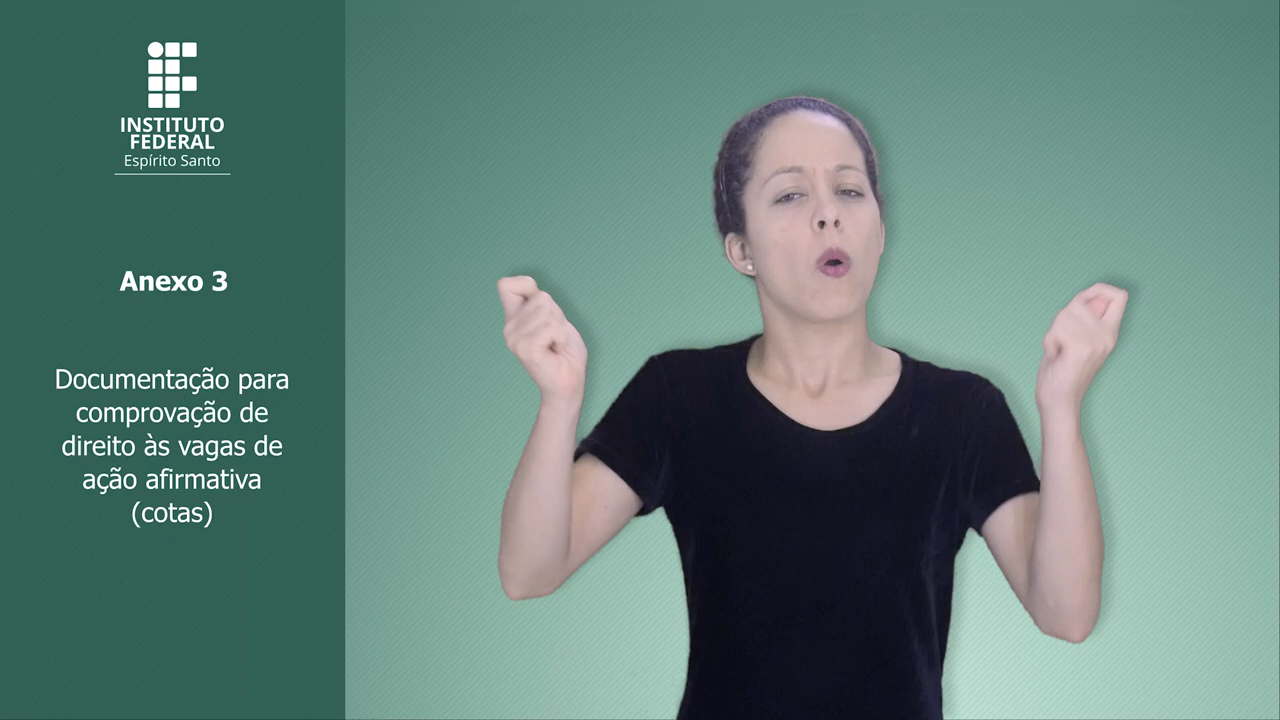 INSTITUTO
FEDERAL
Espírito Santo
Anexo 3
Documentação para
comprovação de
direito às vagas de
ação afirmativa
(cotas)